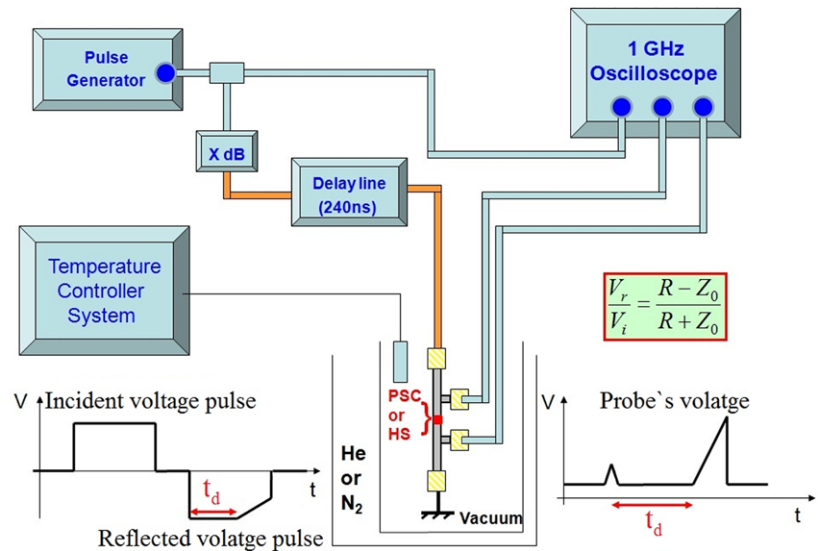 Pulse
Generator
1 GHz
Oscilloscope
X dB
Delay line
(240ns)
Temperature
Controller
System
V_r / V_i = (R − Z_0) / (R + Z_0)
PSC
or
HS
He
or
N₂
Vacuum
V
Incident voltage pulse
t_d
t
Reflected volatge pulse
Probe`s volatge
V
t_d
t